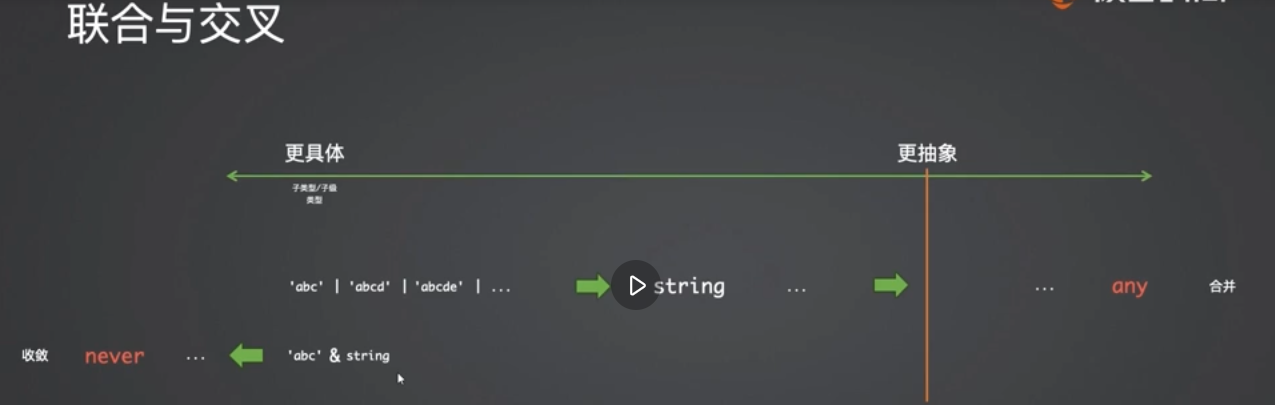 联合与交叉
更具体
更抽象
子类型/子级
类型
'abc' | 'abcd' | 'abcde' | ...
string
...
...
any
合并
收敛
never
...
'abc' & string